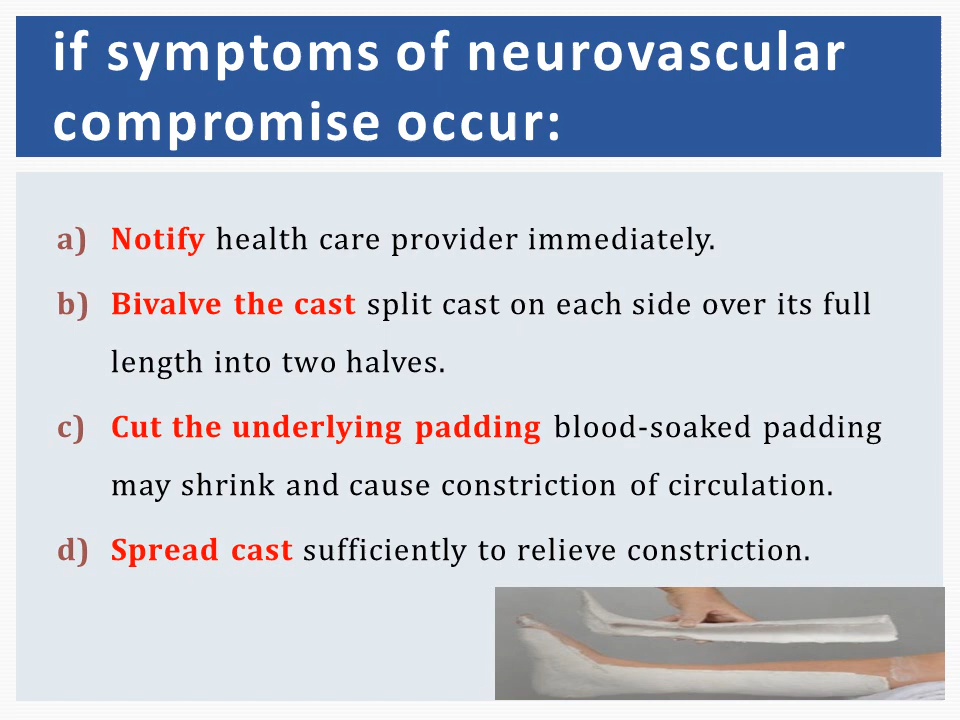 if symptoms of neurovascular
compromise occur:
a) Notify health care provider immediately.
b) Bivalve the cast split cast on each side over its full
length into two halves.
c) Cut the underlying padding blood-soaked padding
may shrink and cause constriction of circulation.
d) Spread cast sufficiently to relieve constriction.